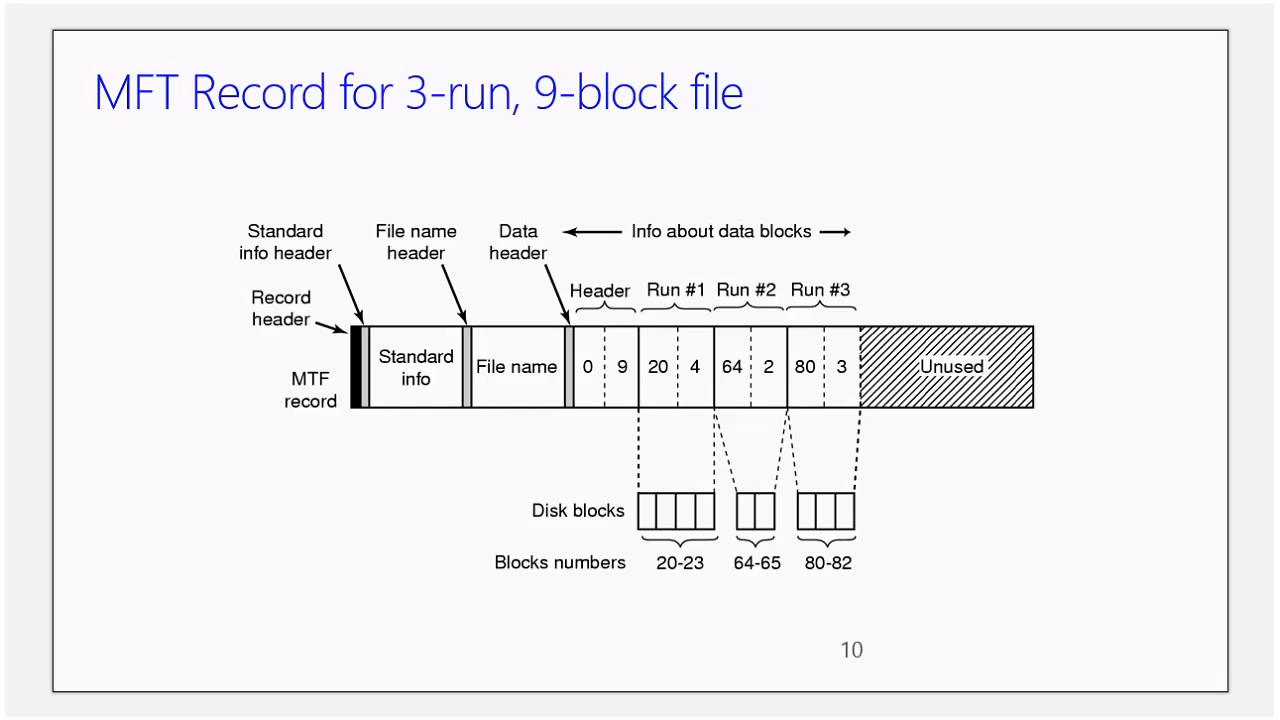 MFT Record for 3-run, 9-block file
Standard
info header
File name
header
Data
header
Info about data blocks
Record
header
Header
Run #1
Run #2
Run #3
MTF
record
Standard
info
File name
0 9 20 4 64 2 80 3
Unused
Disk blocks
Blocks numbers
20-23
64-65
80-82
10